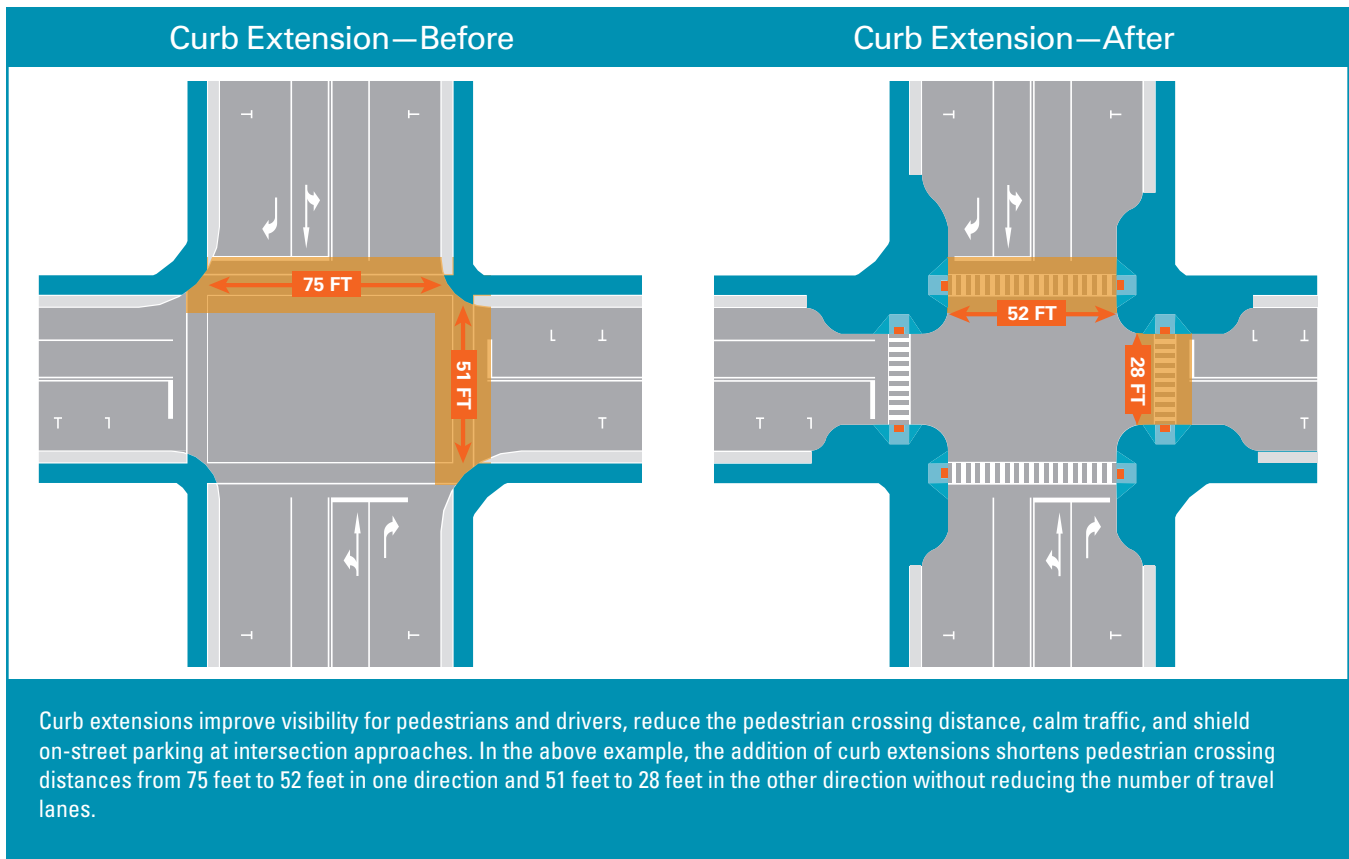 Curb Extension—Before
Curb Extension—After
75 FT
51 FT
52 FT
28 FT
Curb extensions improve visibility for pedestrians and drivers, reduce the pedestrian crossing distance, calm traffic, and shield
on-street parking at intersection approaches. In the above example, the addition of curb extensions shortens pedestrian crossing
distances from 75 feet to 52 feet in one direction and 51 feet to 28 feet in the other direction without reducing the number of travel
lanes.